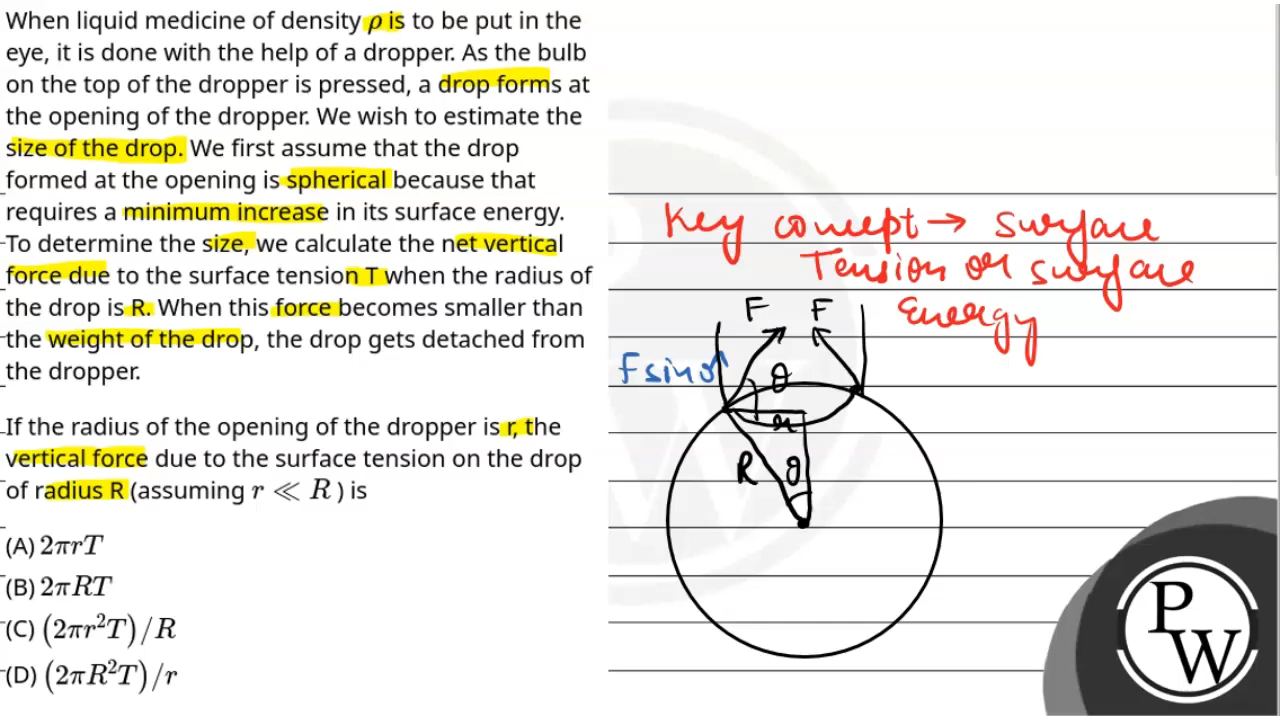 When liquid medicine of density ρ is to be put in the
eye, it is done with the help of a dropper. As the bulb
on the top of the dropper is pressed, a drop forms at
the opening of the dropper. We wish to estimate the
size of the drop. We first assume that the drop
formed at the opening is spherical because that
requires a minimum increase in its surface energy.
To determine the size, we calculate the net vertical
force due to the surface tension T when the radius of
the drop is R. When this force becomes smaller than
the weight of the drop, the drop gets detached from
the dropper.
If the radius of the opening of the dropper is r, the
vertical force due to the surface tension on the drop
of radius R (assuming r ≪ R) is
(A) 2πrT
(B) 2πRT
(C) (2πr²T)/R
(D) (2πR²T)/r
Key concept → Surface
Tension or surface
Energy
F F
F sin θ
θ
r
R θ
P
W